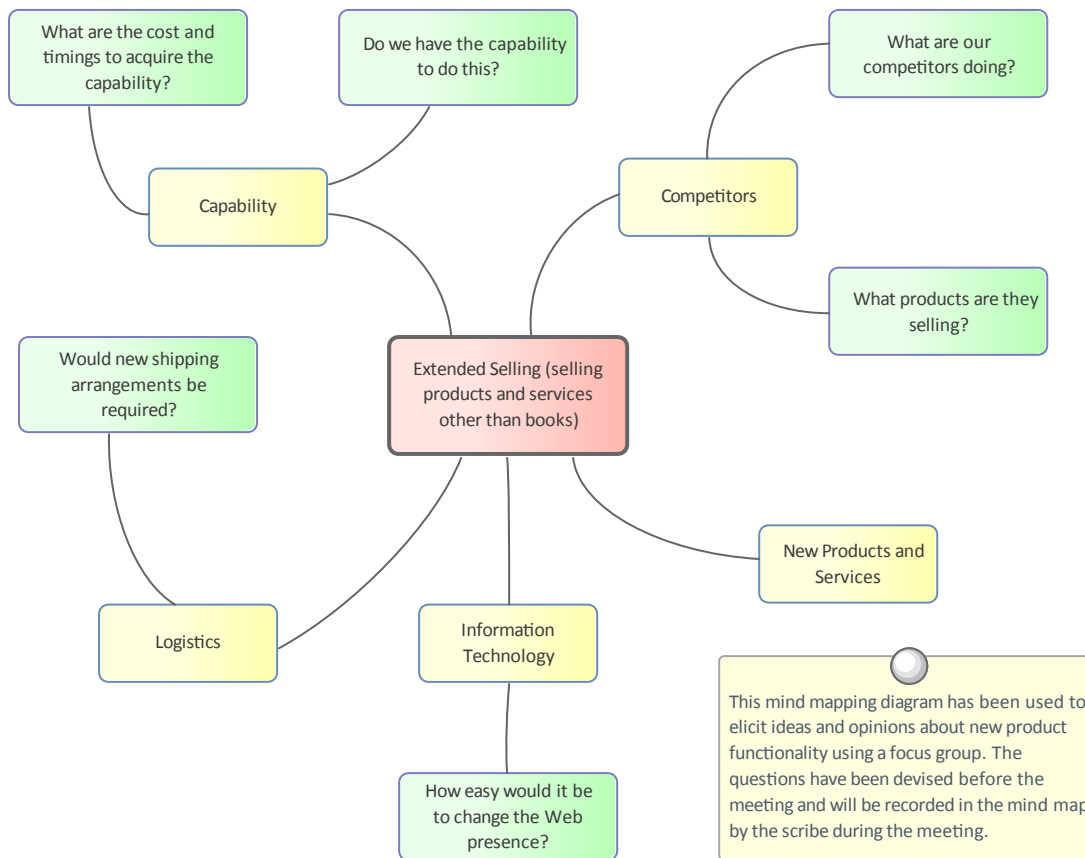 What are the cost and
timings to acquire the
capability?
Do we have the capability
to do this?
What are our
competitors doing?
Capability
Competitors
What products are they
selling?
Would new shipping
arrangements be
required?
Extended Selling (selling
products and services
other than books)
New Products and
Services
Logistics
Information
Technology
How easy would it be
to change the Web
presence?
This mind mapping diagram has been used to
elicit ideas and opinions about new product
functionality using a focus group. The
questions have been devised before the
meeting and will be recorded in the mind map
by the scribe during the meeting.